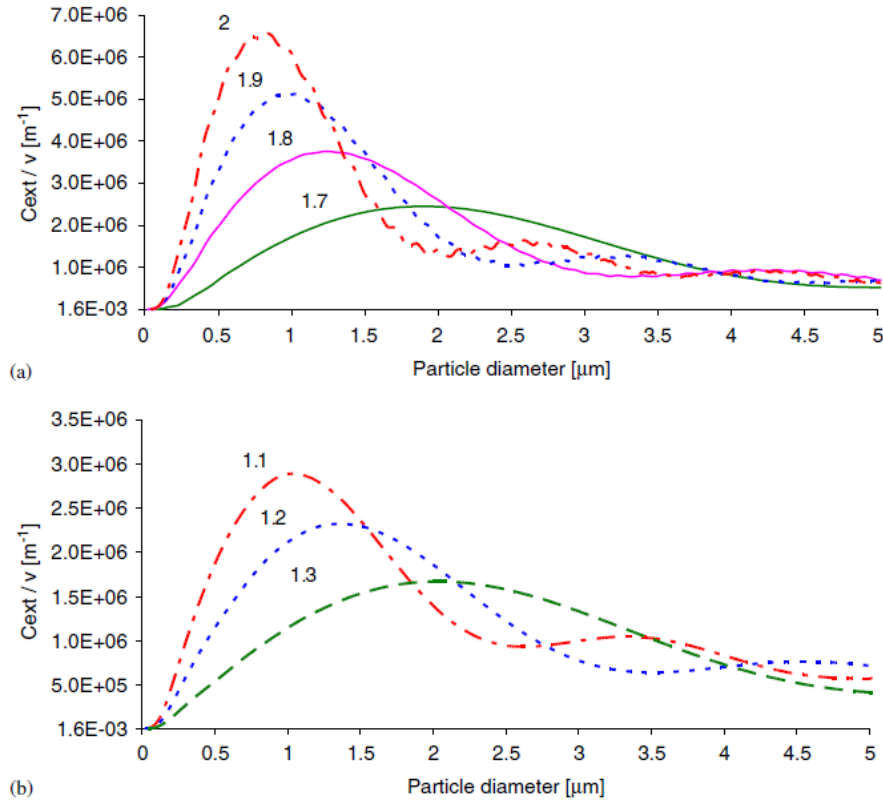 7.0E+06
6.0E+06
5.0E+06
4.0E+06
3.0E+06
2.0E+06
1.0E+06
1.6E-03
Cext / v [m-1]
2
1.9
1.8
1.7
0 0.5 1 1.5 2 2.5 3 3.5 4 4.5 5
Particle diameter [μm]
(a)
3.5E+06
3.0E+06
2.5E+06
2.0E+06
1.5E+06
1.0E+06
5.0E+05
1.6E-03
Cext / v [m-1]
1.1
1.2
1.3
0 0.5 1 1.5 2 2.5 3 3.5 4 4.5 5
Particle diameter [μm]
(b)